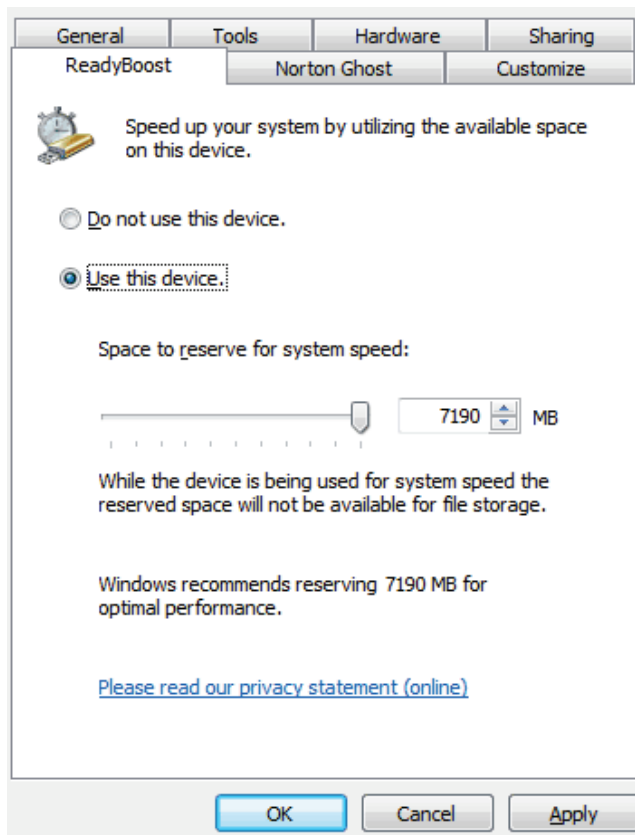 General Tools Hardware Sharing
ReadyBoost Norton Ghost Customize
Speed up your system by utilizing the available space
on this device.
Do not use this device.
Use this device.
Space to reserve for system speed:
7190 MB
While the device is being used for system speed the
reserved space will not be available for file storage.
Windows recommends reserving 7190 MB for
optimal performance.
Please read our privacy statement (online)
OK Cancel Apply